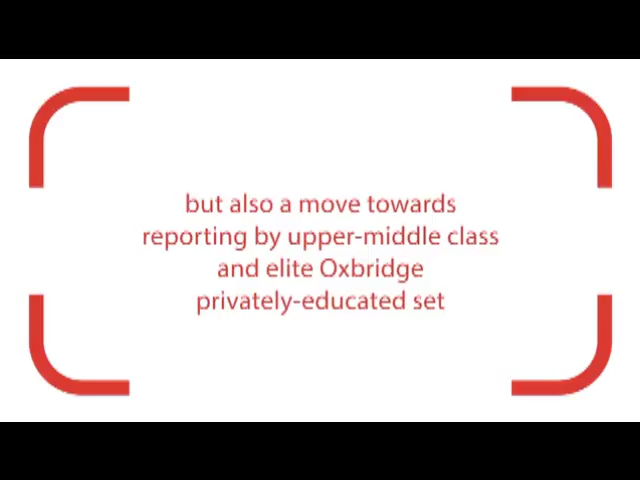 but also a move towards
reporting by upper-middle class
and elite Oxbridge
privately-educated set